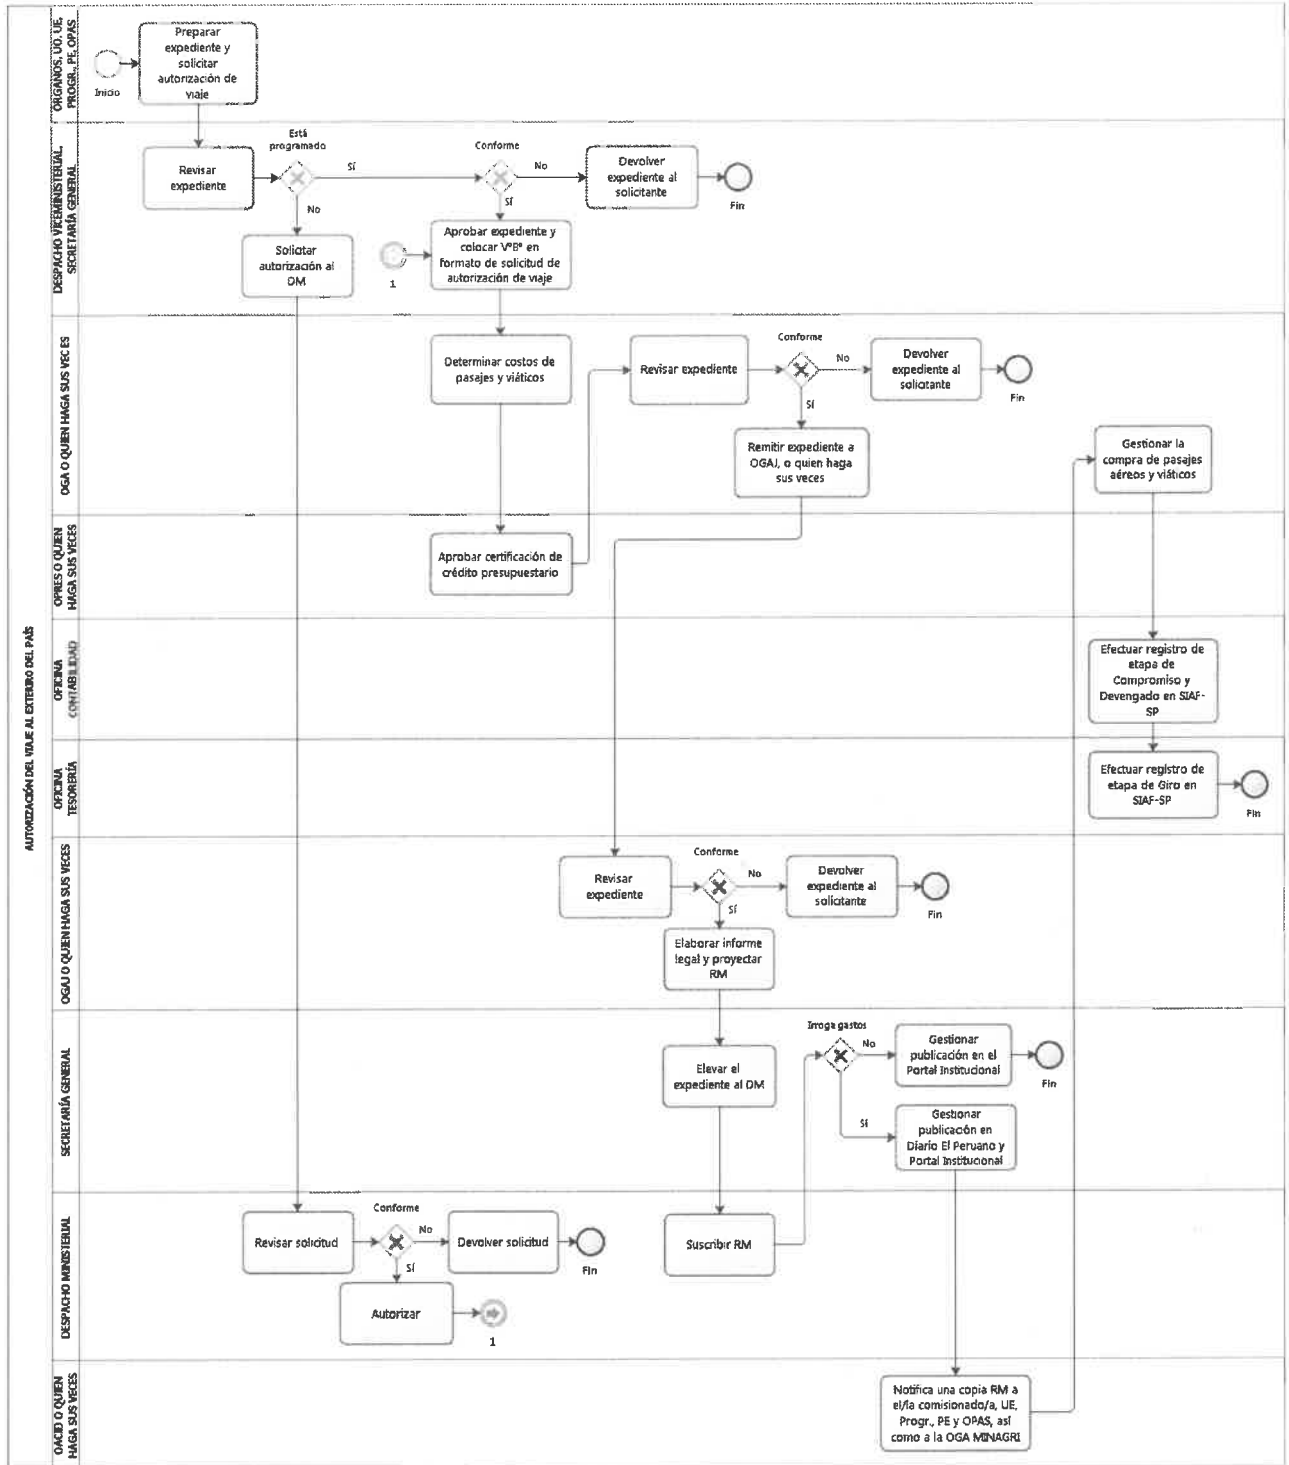 AUTORIZACIÓN DEL VIAJE AL EXTERIRO DEL PAÍS
ÓRGANOS, UO, UE,
PROGR., PE, OPAS
Inicio
Preparar
expediente y
solicitar
autorización de
viaje
DESPACHO VICEMINISTERIAL,
SECRETARÍA GENERAL
Revisar
expediente
Está
programado
Sí
No
Conforme
No
Sí
Devolver
expediente al
solicitante
Fin
Solicitar
autorización al
DM
1
Aprobar expediente y
colocar V°B° en
formato de solicitud de
autorización de viaje
OGA O QUIEN HAGA SUS VECES
Determinar costos de
pasajes y viáticos
Revisar expediente
Conforme
No
Sí
Devolver
expediente al
solicitante
Fin
Remitir expediente a
OGAJ, o quien haga
sus veces
Gestionar la
compra de pasajes
aéreos y viáticos
OPRES O QUIEN
HAGA SUS VECES
Aprobar certificación de
crédito presupuestario
OFICINA
CONTABILIDAD
Efectuar registro de
etapa de
Compromiso y
Devengado en SIAF-
SP
OFICINA
TESORERÍA
Efectuar registro de
etapa de Giro en
SIAF-SP
Fin
OGAJ O QUIEN HAGA SUS VECES
Revisar
expediente
Conforme
No
Sí
Devolver
expediente al
solicitante
Fin
Elaborar informe
legal y proyectar
RM
SECRETARÍA GENERAL
Elevar el
expediente al DM
Irroga gastos
No
Sí
Gestionar
publicación en el
Portal Institucional
Fin
Gestionar
publicación en
Diario El Peruano y
Portal Institucional
DESPACHO MINISTERIAL
Revisar solicitud
Conforme
No
Sí
Devolver solicitud
Fin
Autorizar
1
Suscribir RM
OACID O QUIEN
HAGA SUS VECES
Notifica una copia RM a
el/la comisionado/a, UE,
Progr., PE y OPAS, así
como a la OGA MINAGRI